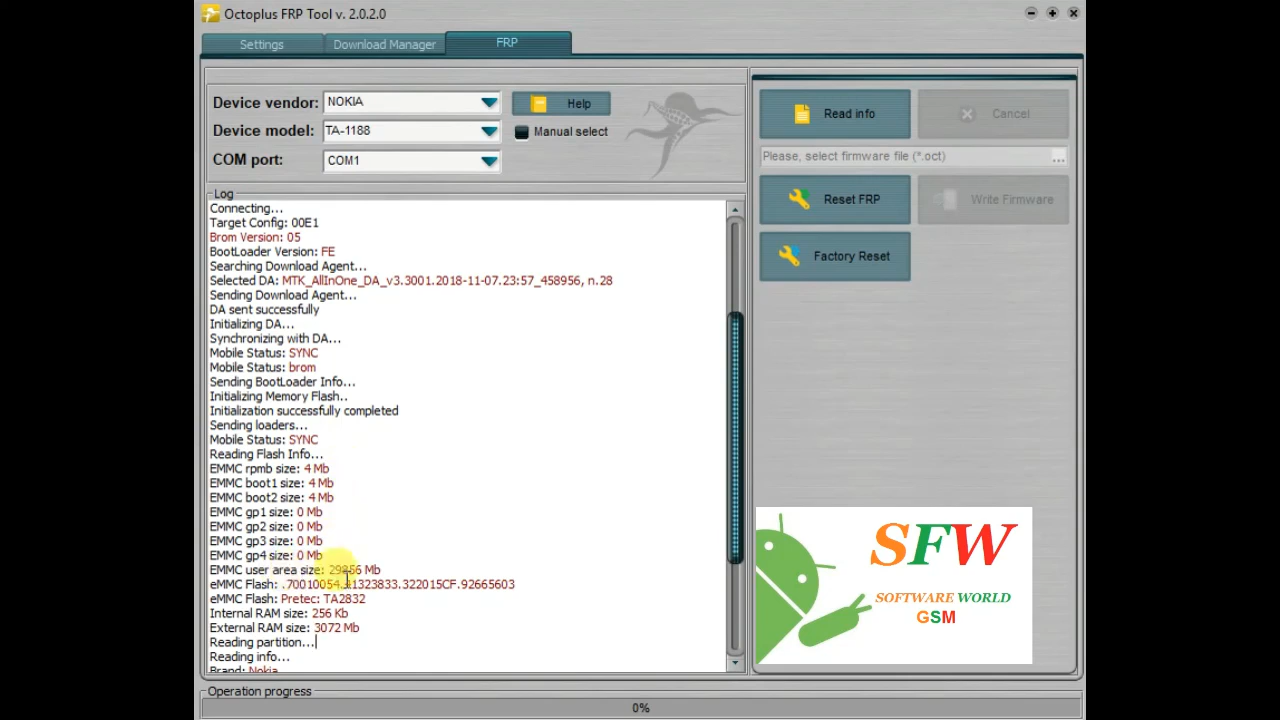 Octoplus FRP Tool v. 2.0.2.0
Settings
Download Manager
FRP
Device vendor: NOKIA
Help
Device model: TA-1188
Manual select
COM port: COM1
Read info
Cancel
Please, select firmware file (*.oct) ...
Reset FRP
Write Firmware
Factory Reset
Log
Connecting...
Target Config: 00E1
Brom Version: 05
BootLoader Version: FE
Searching Download Agent...
Selected DA: MTK_AllInOne_DA_v3.3001.2018-11-07.23:57_458956, n.28
Sending Download Agent...
DA sent successfully
Initializing DA...
Synchronizing with DA...
Mobile Status: SYNC
Mobile Status: brom
Sending BootLoader Info...
Initializing Memory Flash..
Initialization successfully completed
Sending loaders...
Mobile Status: SYNC
Reading Flash Info...
EMMC rpmb size: 4 Mb
EMMC boot1 size: 4 Mb
EMMC boot2 size: 4 Mb
EMMC gp1 size: 0 Mb
EMMC gp2 size: 0 Mb
EMMC gp3 size: 0 Mb
EMMC gp4 size: 0 Mb
EMMC user area size: 29856 Mb
eMMC Flash: .70010054.41323833.322015CF.92665603
eMMC Flash: Pretec: TA2832
Internal RAM size: 256 Kb
External RAM size: 3072 Mb
Reading partition...
Reading info...
Brand: Nokia
SFW
SOFTWARE WORLD
GSM
Operation progress
0%